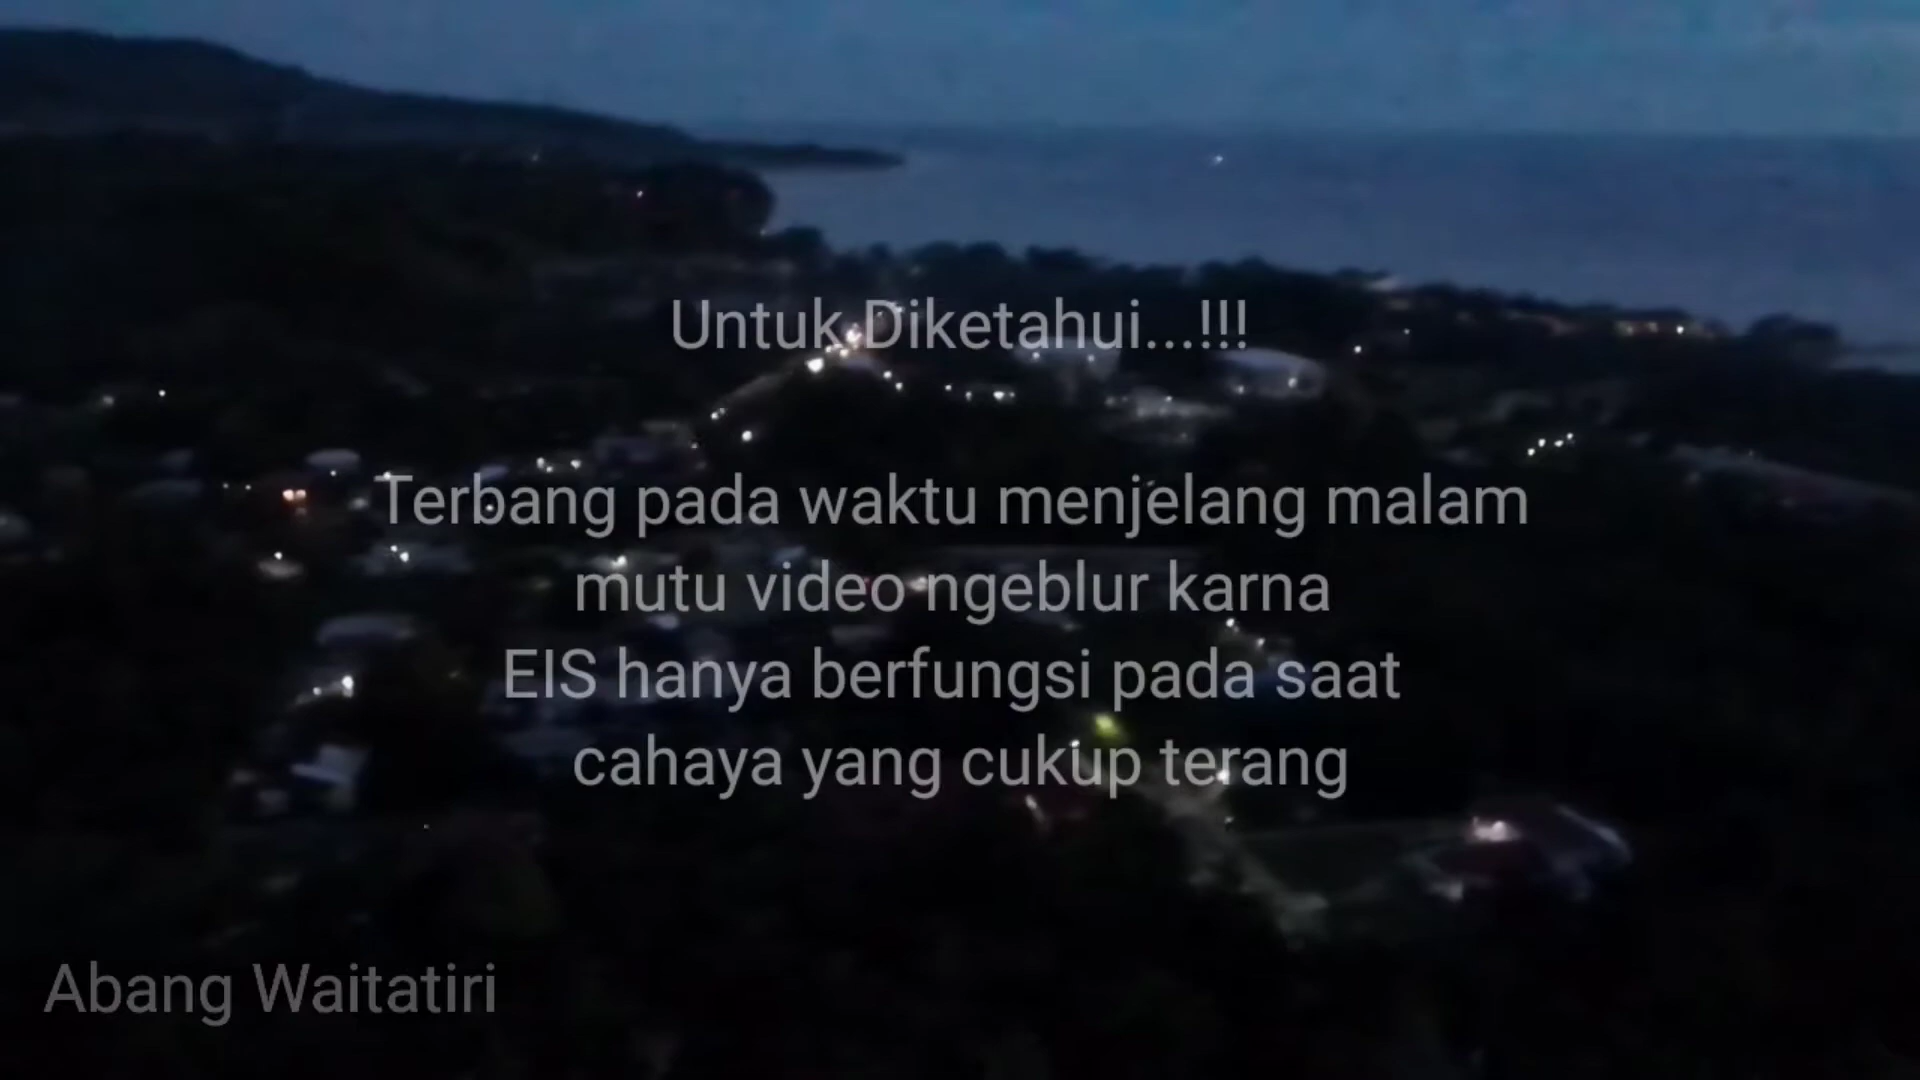 Untuk Diketahui...!!!
Terbang pada waktu menjelang malam
mutu video ngeblur karna
EIS hanya berfungsi pada saat
cahaya yang cukup terang
Abang Waitatiri